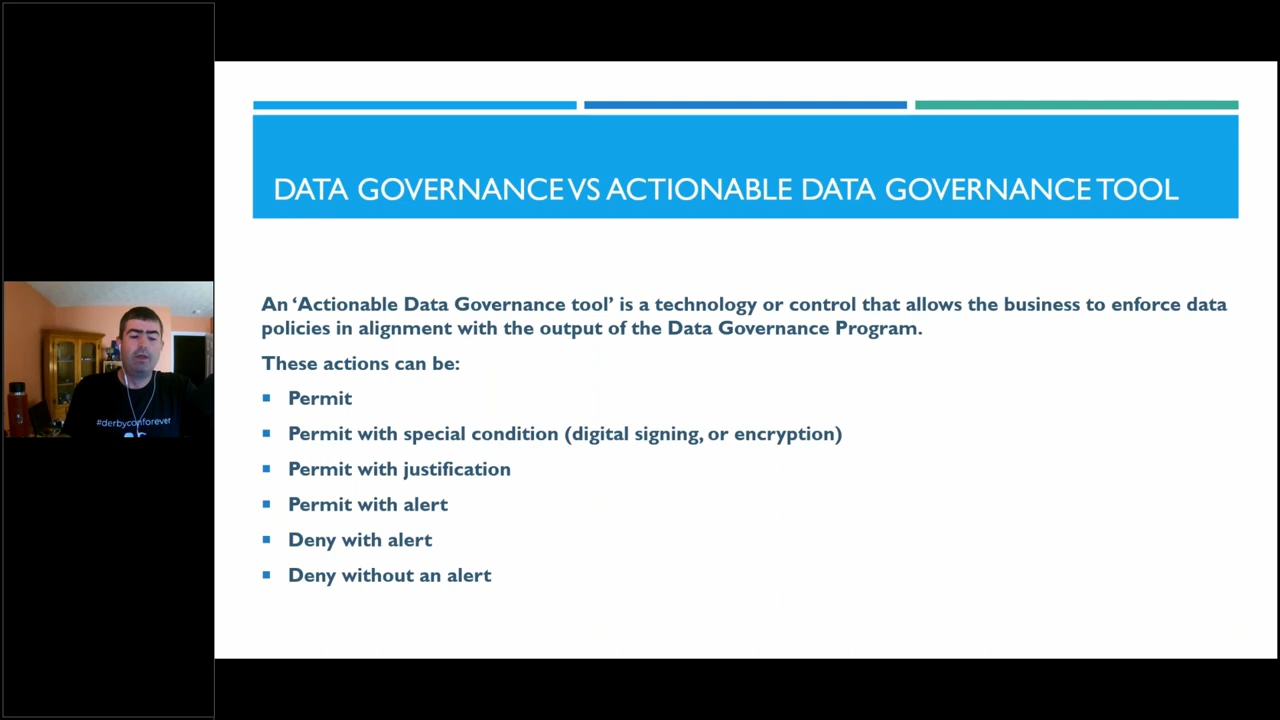 DATA GOVERNANCE VS ACTIONABLE DATA GOVERNANCE TOOL
An ‘Actionable Data Governance tool’ is a technology or control that allows the business to enforce data
policies in alignment with the output of the Data Governance Program.
These actions can be:
Permit
Permit with special condition (digital signing, or encryption)
Permit with justification
Permit with alert
Deny with alert
Deny without an alert
#derbyconforever